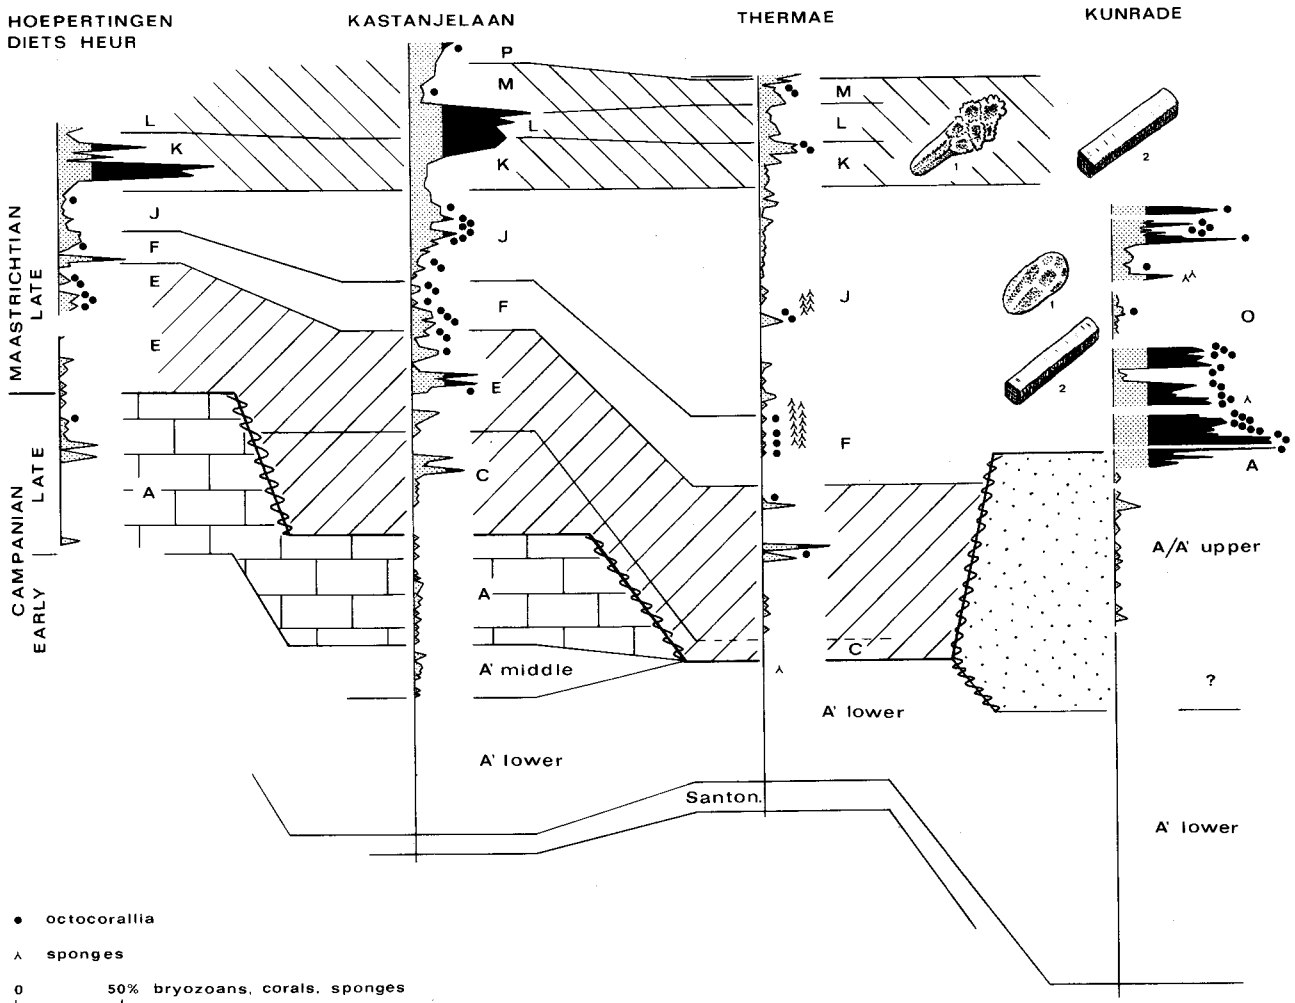 HOEPERTINGEN
DIETS HEUR
KASTANJELAAN
THERMAE
KUNRADE
P
M
L
K
L
K
M
L
K
1
2
J
F
E
E
J
F
E
C
J
F
1
2
O
A
MAASTRICHTIAN
LATE
CAMPANIAN
EARLY LATE
A
A
A' middle
A' lower
C
A' lower
Santon.
A/A' upper
?
A' lower
octocorallia
sponges
0 50% bryozoans, corals, sponges